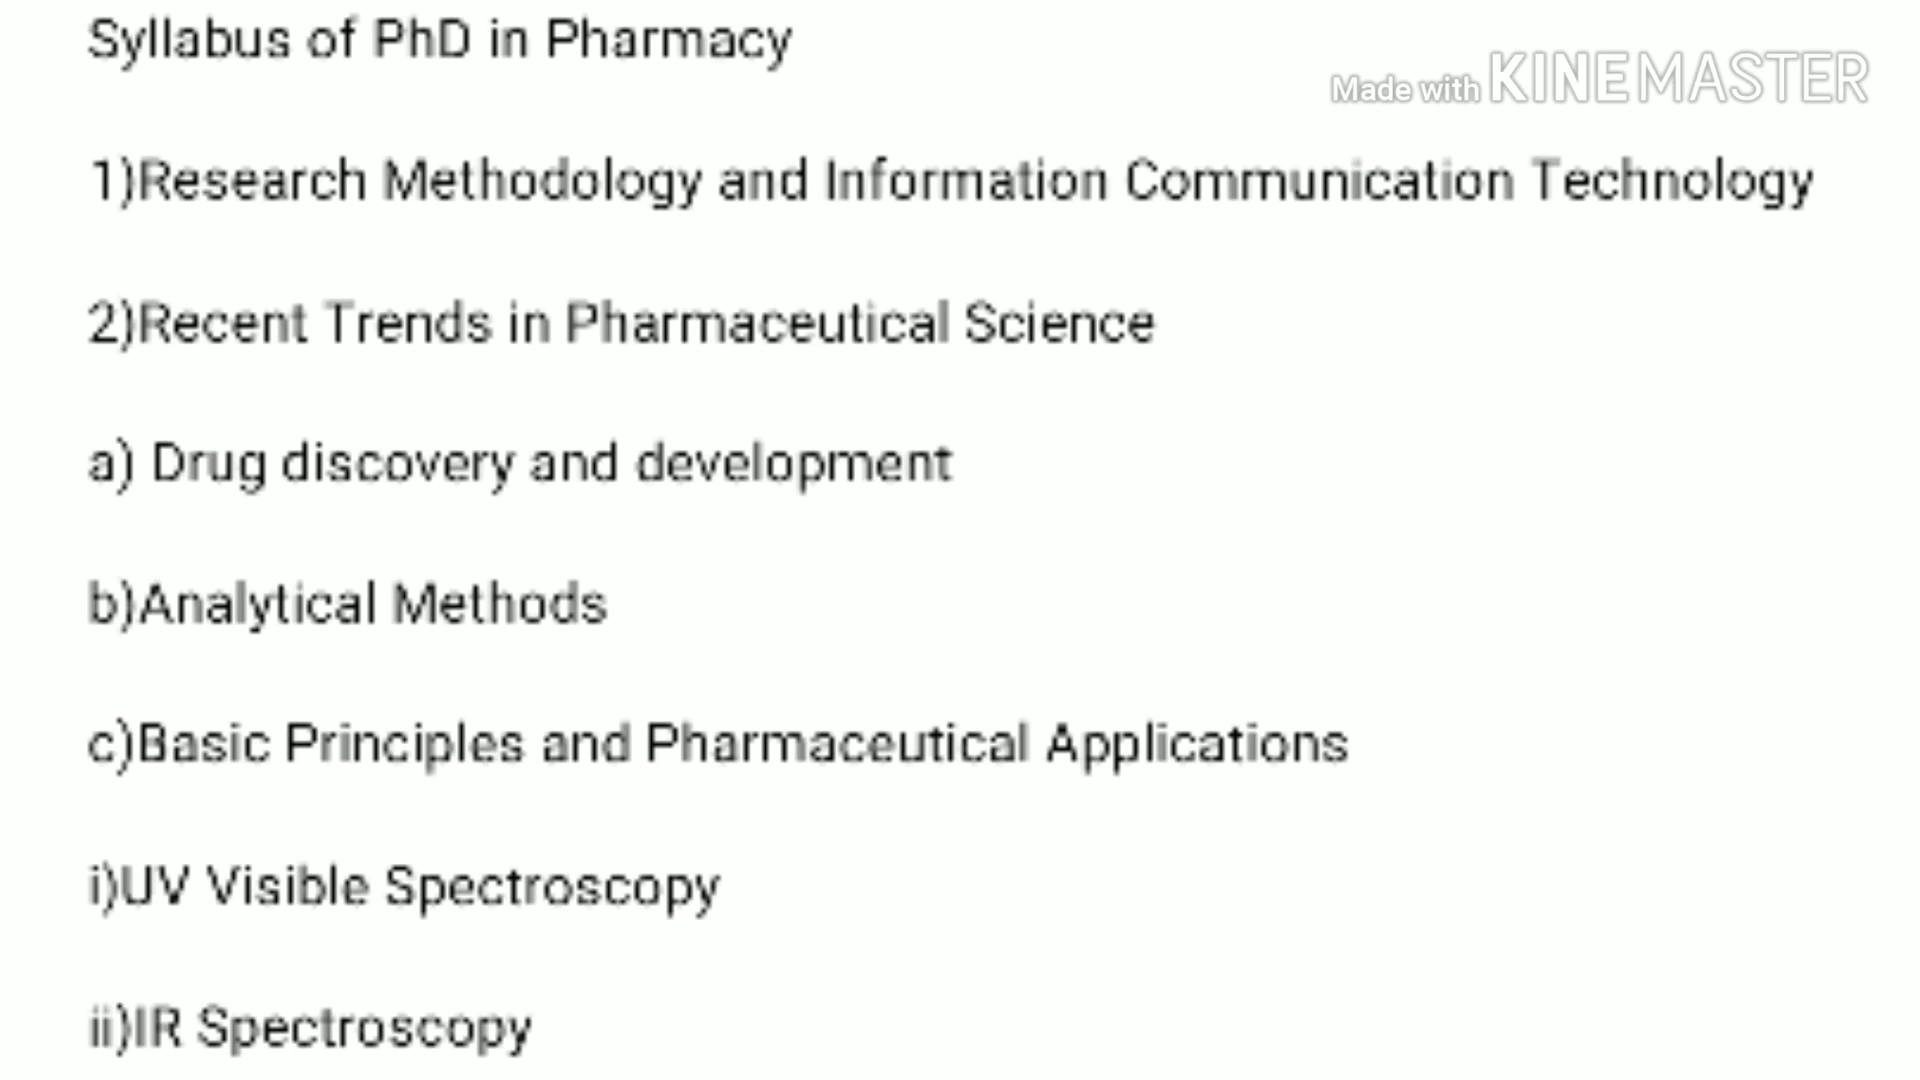 Syllabus of PhD in Pharmacy
Made with KINEMASTER
1)Research Methodology and Information Communication Technology
2)Recent Trends in Pharmaceutical Science
a) Drug discovery and development
b)Analytical Methods
c)Basic Principles and Pharmaceutical Applications
i)UV Visible Spectroscopy
ii)IR Spectroscopy